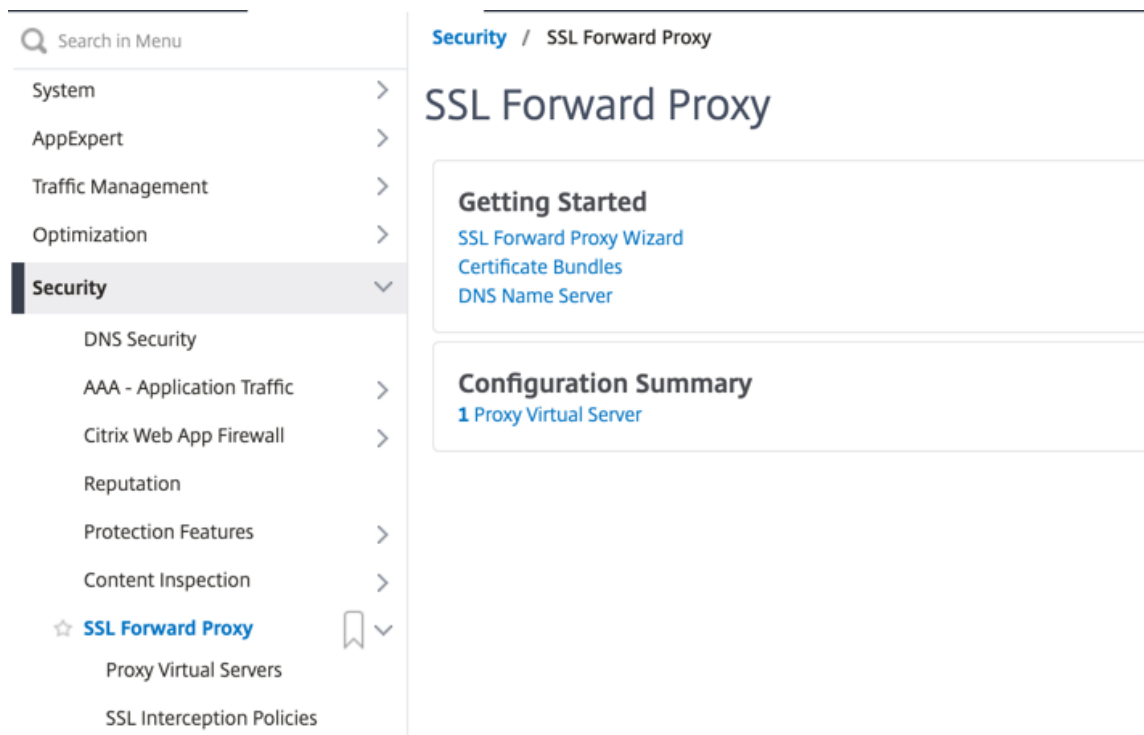 Search in Menu
System
AppExpert
Traffic Management
Optimization
Security
DNS Security
AAA - Application Traffic
Citrix Web App Firewall
Reputation
Protection Features
Content Inspection
SSL Forward Proxy
Proxy Virtual Servers
SSL Interception Policies
Security / SSL Forward Proxy
SSL Forward Proxy
Getting Started
SSL Forward Proxy Wizard
Certificate Bundles
DNS Name Server
Configuration Summary
1 Proxy Virtual Server